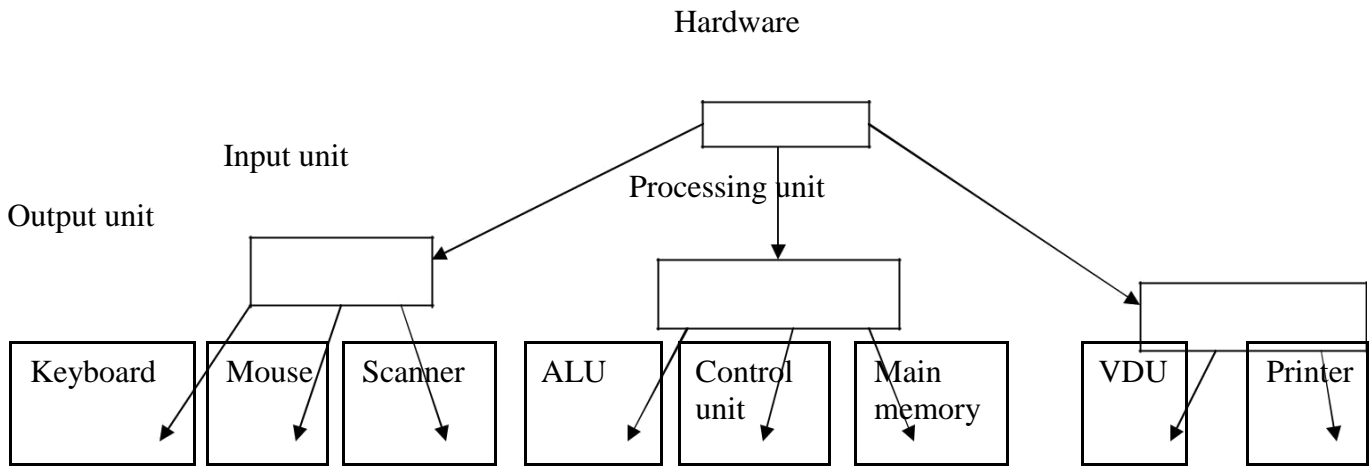 Hardware
Input unit
Processing unit
Output unit
Keyboard
Mouse
Scanner
ALU
Control
unit
Main
memory
VDU
Printer